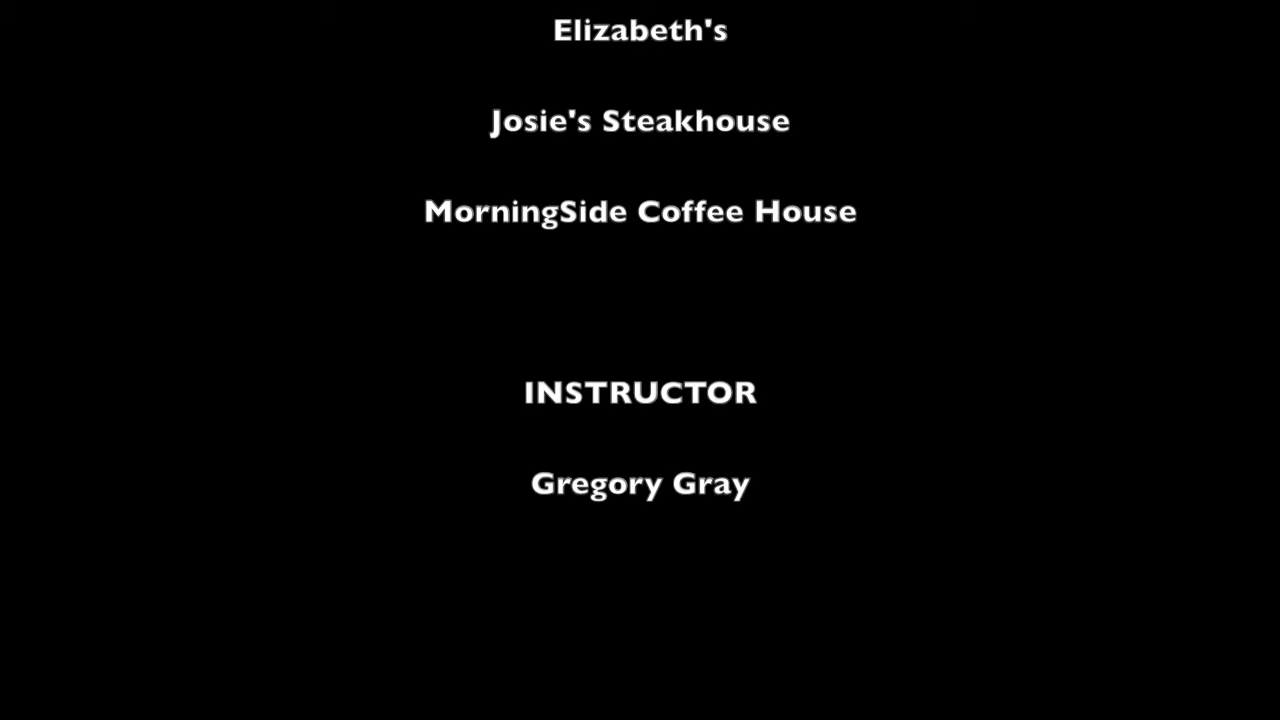 Elizabeth's
Josie's Steakhouse
MorningSide Coffee House
INSTRUCTOR
Gregory Gray